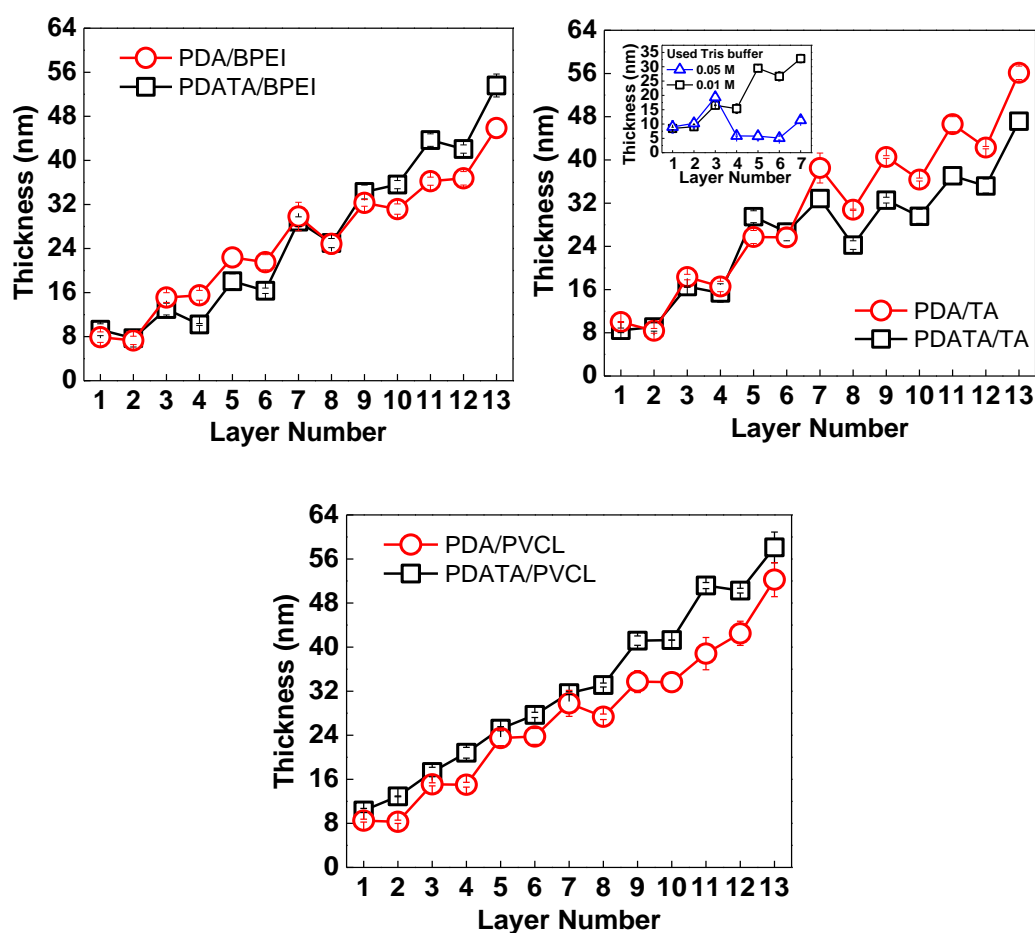 64
56
48
40
32
24
16
8
0
Thickness (nm)
PDA/BPEI
PDATA/BPEI
1 2 3 4 5 6 7 8 9 10 11 12 13
Layer Number
64
56
48
40
32
24
16
8
0
Thickness (nm)
35
30
25
20
15
10
5
0
Thickness (nm)
Used Tris buffer
0.05 M
0.01 M
1 2 3 4 5 6 7
Layer Number
PDA/TA
PDATA/TA
1 2 3 4 5 6 7 8 9 10 11 12 13
Layer Number
64
56
48
40
32
24
16
8
0
Thickness (nm)
PDA/PVCL
PDATA/PVCL
1 2 3 4 5 6 7 8 9 10 11 12 13
Layer Number